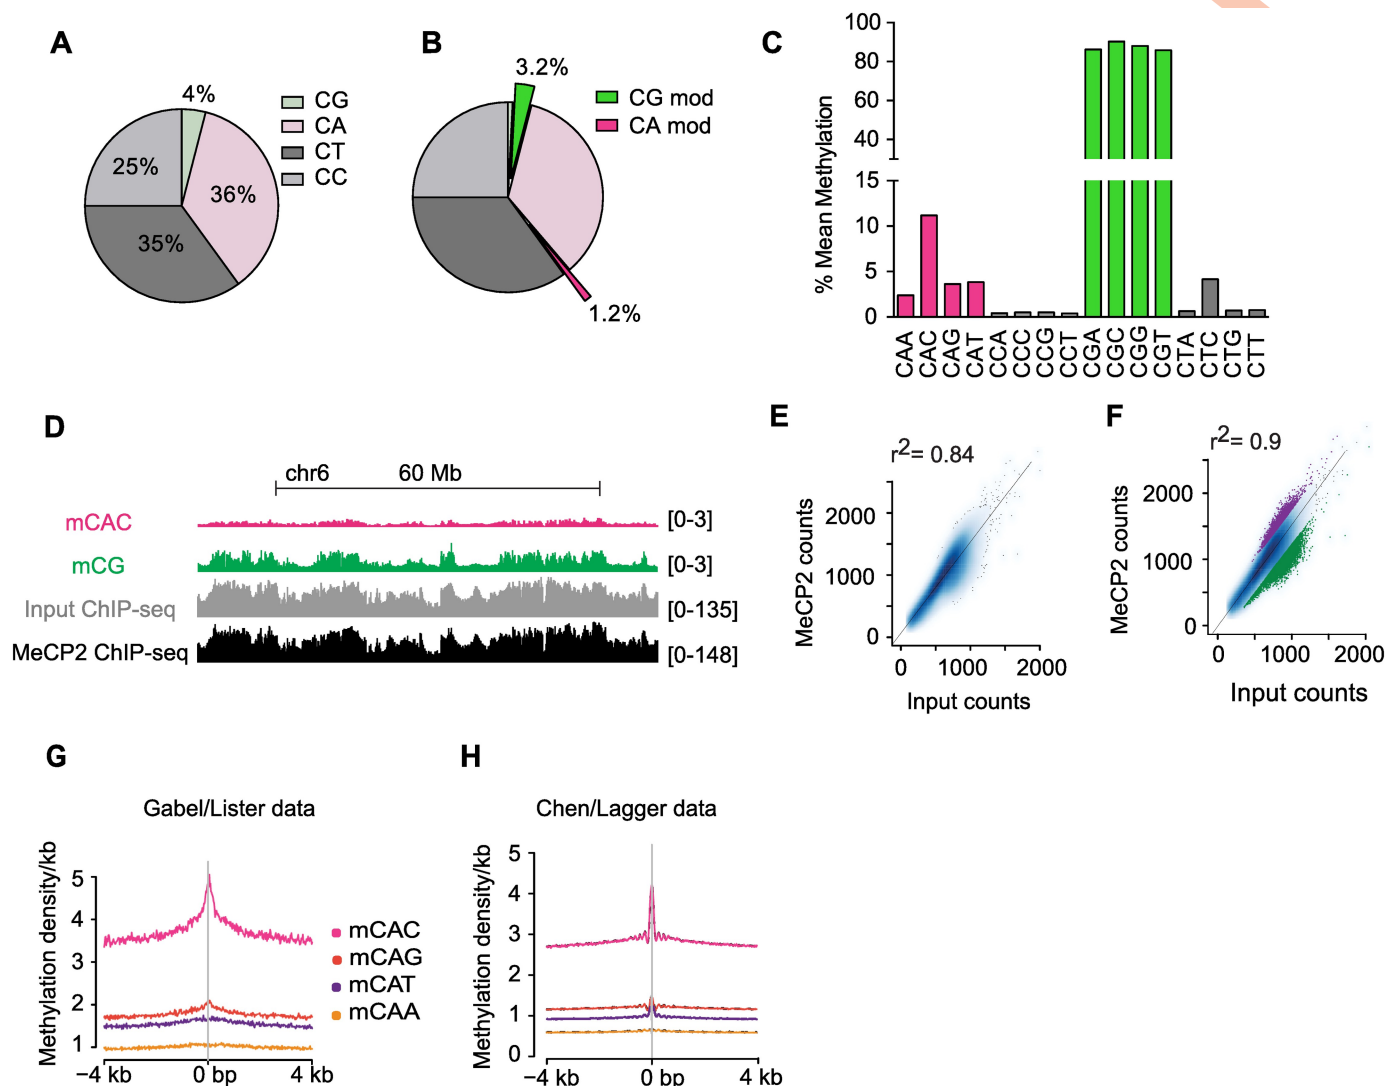 A
4%
25%
36%
35%
CG
CA
CT
CC
B
3.2%
1.2%
CG mod
CA mod
C
% Mean Methylation
100
80
60
40
15
10
5
0
CAA
CAC
CAG
CAT
CCA
CCC
CCG
CCT
CGA
CGC
CGG
CGT
CTA
CTC
CTG
CTT
D
chr6 60 Mb
mCAC [0-3]
mCG [0-3]
Input ChIP-seq [0-135]
MeCP2 ChIP-seq [0-148]
E
r2= 0.84
MeCP2 counts
2000
1000
0
0 1000 2000
Input counts
F
r2= 0.9
MeCP2 counts
2000
1000
0
0 1000 2000
Input counts
G
Gabel/Lister data
Methylation density/kb
5
4
3
2
1
−4 kb 0 bp 4 kb
mCAC
mCAG
mCAT
mCAA
H
Chen/Lagger data
Methylation density/kb
5
4
3
2
1
0
−4 kb 0 bp 4 kb